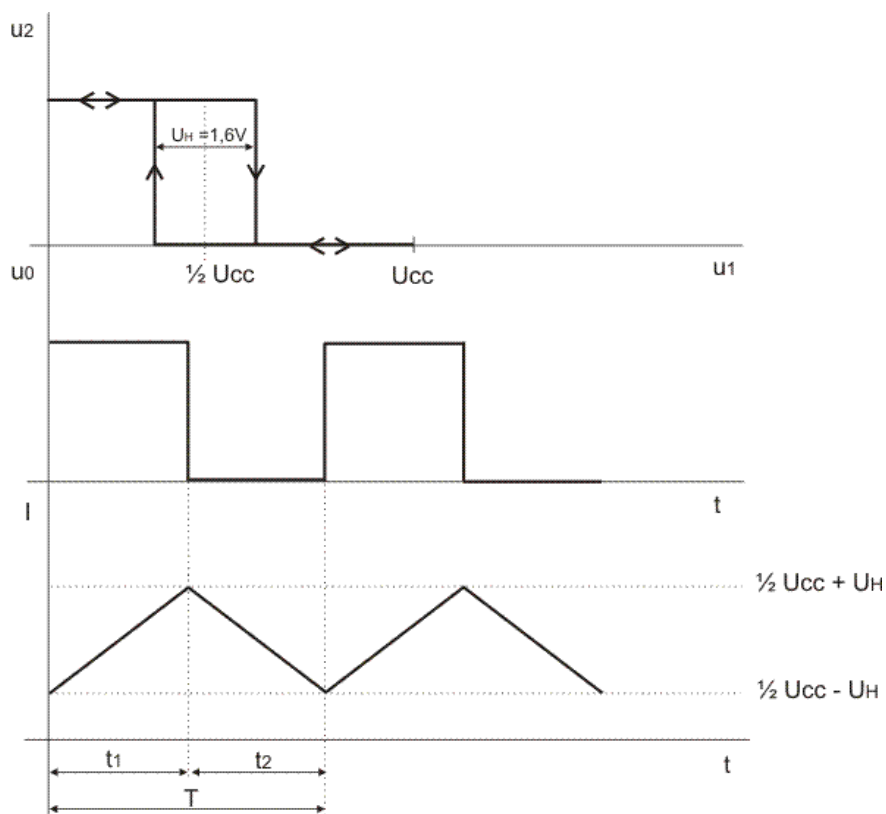 u2
UH =1,6V
½ Ucc
Ucc
u1
u0
t
I
½ Ucc + UH
½ Ucc - UH
t1
t2
t
T